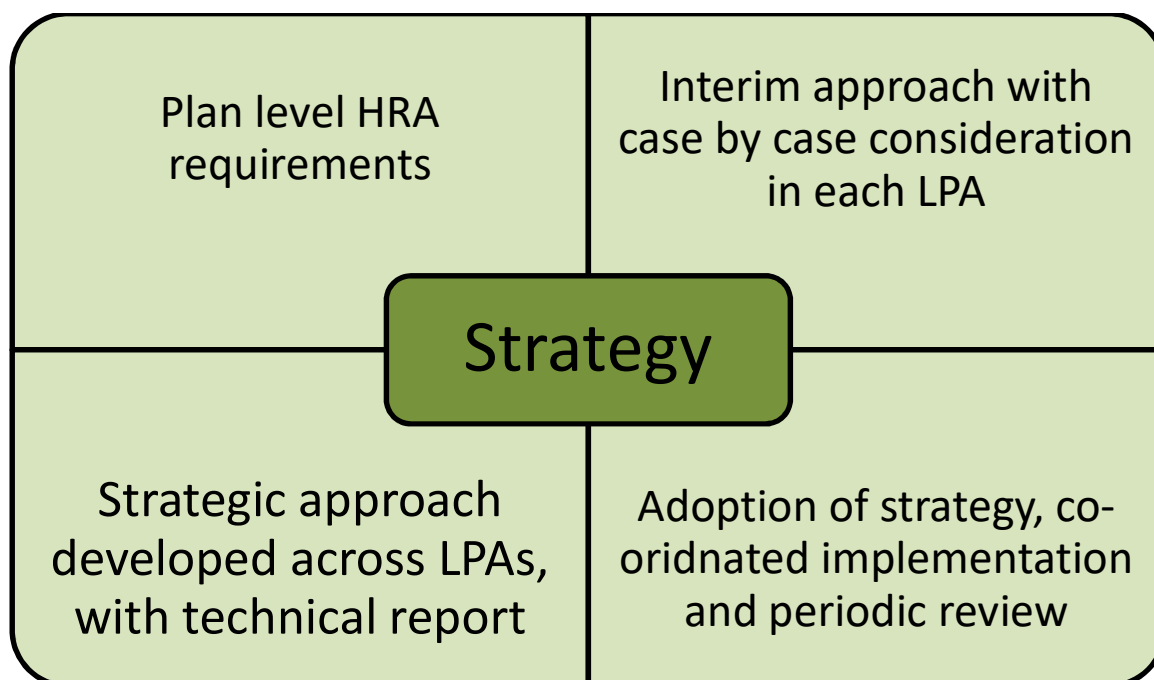 Plan level HRA
requirements
Interim approach with
case by case consideration
in each LPA
Strategy
Strategic approach
developed across LPAs,
with technical report
Adoption of strategy, co-
oridnated implementation
and periodic review